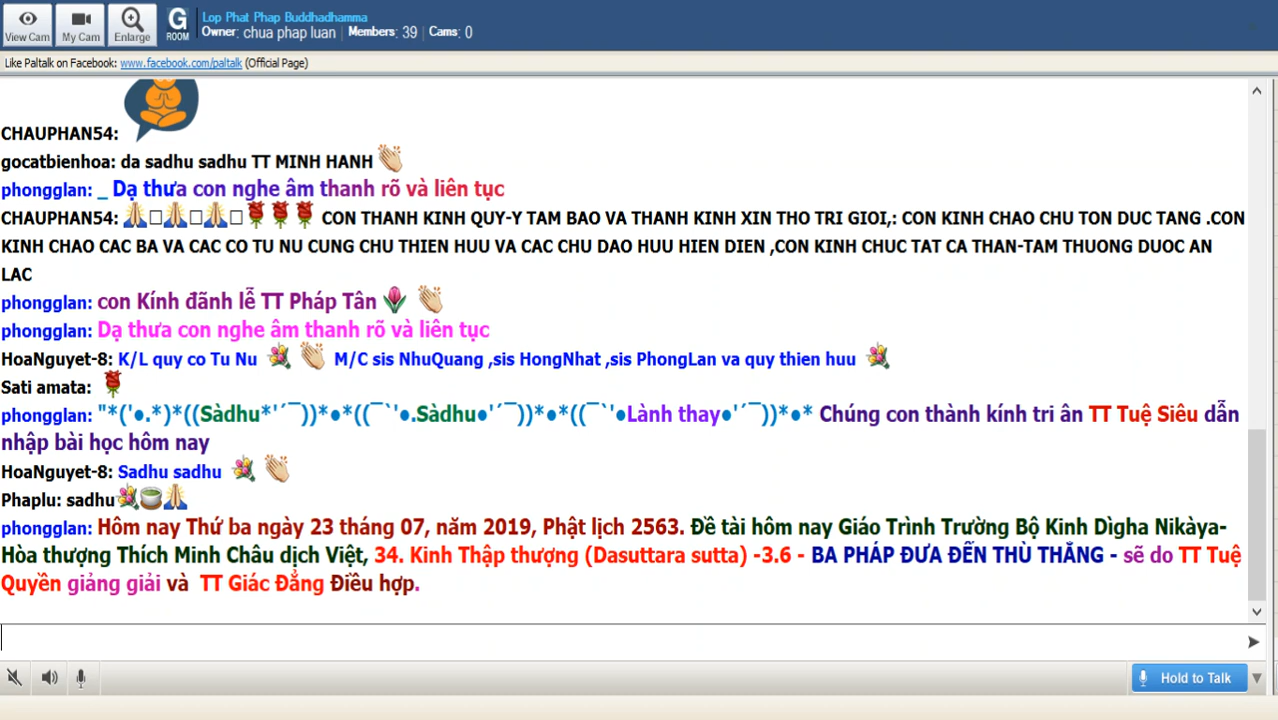 Lop Phat Phap Buddhadhamma
View Cam My Cam Enlarge G ROOM Owner: chua phap luan | Members: 39 | Cams: 0
Like Paltalk on Facebook: www.facebook.com/paltalk (Official Page)
CHAUPHAN54:
gocatbienhoa: da sadhu sadhu TT MINH HANH
phongglan: _ Dạ thưa con nghe âm thanh rõ và liên tục
CHAUPHAN54: CON THANH KINH QUY-Y TAM BAO VA THANH KINH XIN THO TRI GIOI,: CON KINH CHAO CHU TON DUC TANG .CON
KINH CHAO CAC BA VA CAC CO TU NU CUNG CHU THIEN HUU VA CAC CHU DAO HUU HIEN DIEN ,CON KINH CHUC TAT CA THAN-TAM THUONG DUOC AN
LAC
phongglan: con Kính đãnh lễ TT Pháp Tân
phongglan: Dạ thưa con nghe âm thanh rõ và liên tục
HoaNguyet-8: K/L quy co Tu Nu M/C sis NhuQuang ,sis HongNhat ,sis PhongLan va quy thien huu
Sati amata:
phongglan: "*('●.*)*((Sàdhu*'´¯))*●*((¯`'●.Sàdhu●'´¯))*●*((¯`'●Lành thay●'´¯))*●* Chúng con thành kính tri ân TT Tuệ Siêu dẫn
nhập bài học hôm nay
HoaNguyet-8: Sadhu sadhu
Phaplu: sadhu
phongglan: Hôm nay Thứ ba ngày 23 tháng 07, năm 2019, Phật lịch 2563. Đề tài hôm nay Giáo Trình Trường Bộ Kinh Dìgha Nikàya-
Hòa thượng Thích Minh Châu dịch Việt, 34. Kinh Thập thượng (Dasuttara sutta) -3.6 - BA PHÁP ĐƯA ĐẾN THÙ THẮNG - sẽ do TT Tuệ
Quyền giảng giải và TT Giác Đẳng Điều hợp.
Hold to Talk